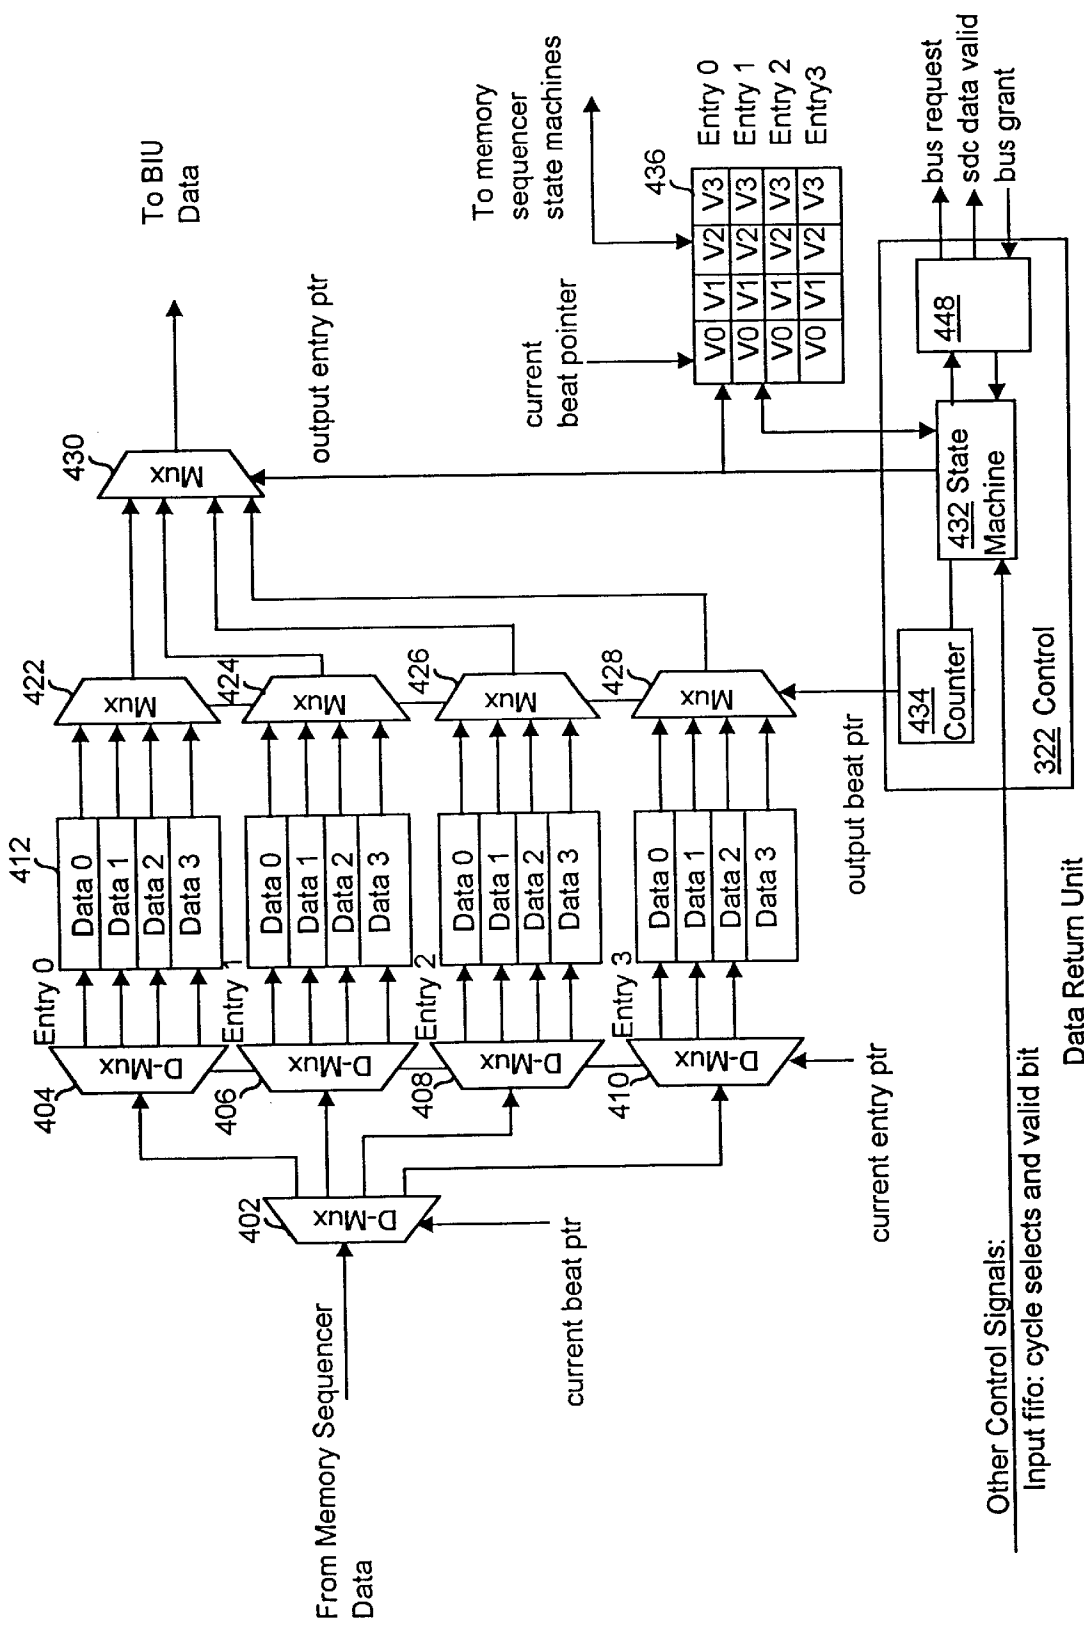 To BIU
Data
430
Mux
output entry ptr
To memory
sequencer
state machines
current
beat pointer
436
Entry 0
Entry 1
Entry 2
Entry3
V0 V1 V2 V3
V0 V1 V2 V3
V0 V1 V2 V3
V0 V1 V2 V3
bus request
sdc data valid
bus grant
448
432 State
Machine
434
Counter
322 Control
output beat ptr
422
Mux
424
Mux
426
Mux
428
Mux
412
Entry 0
Data 0
Data 1
Data 2
Data 3
Entry 1
Data 0
Data 1
Data 2
Data 3
Entry 2
Data 0
Data 1
Data 2
Data 3
Entry 3
Data 0
Data 1
Data 2
Data 3
404
D-Mux
406
D-Mux
408
D-Mux
410
D-Mux
current entry ptr
402
D-Mux
current beat ptr
From Memory Sequencer
Data
Other Control Signals:
Input fifo: cycle selects and valid bit
Data Return Unit